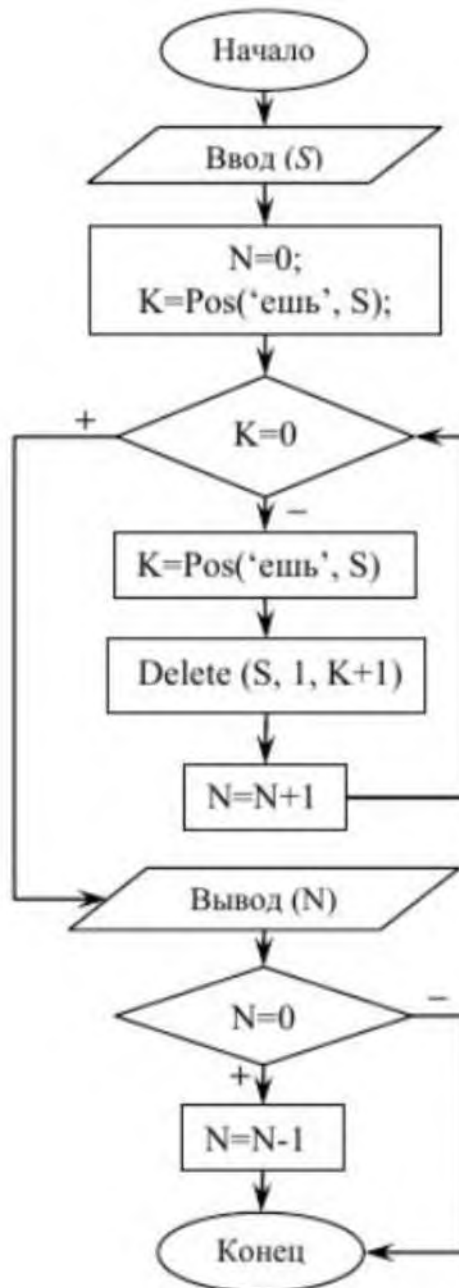 Начало
Ввод (S)
N=0;
K=Pos(‘ешь’, S);
+
K=0
–
K=Pos(‘ешь’, S)
Delete (S, 1, K+1)
N=N+1
Вывод (N)
N=0
–
+
N=N-1
Конец